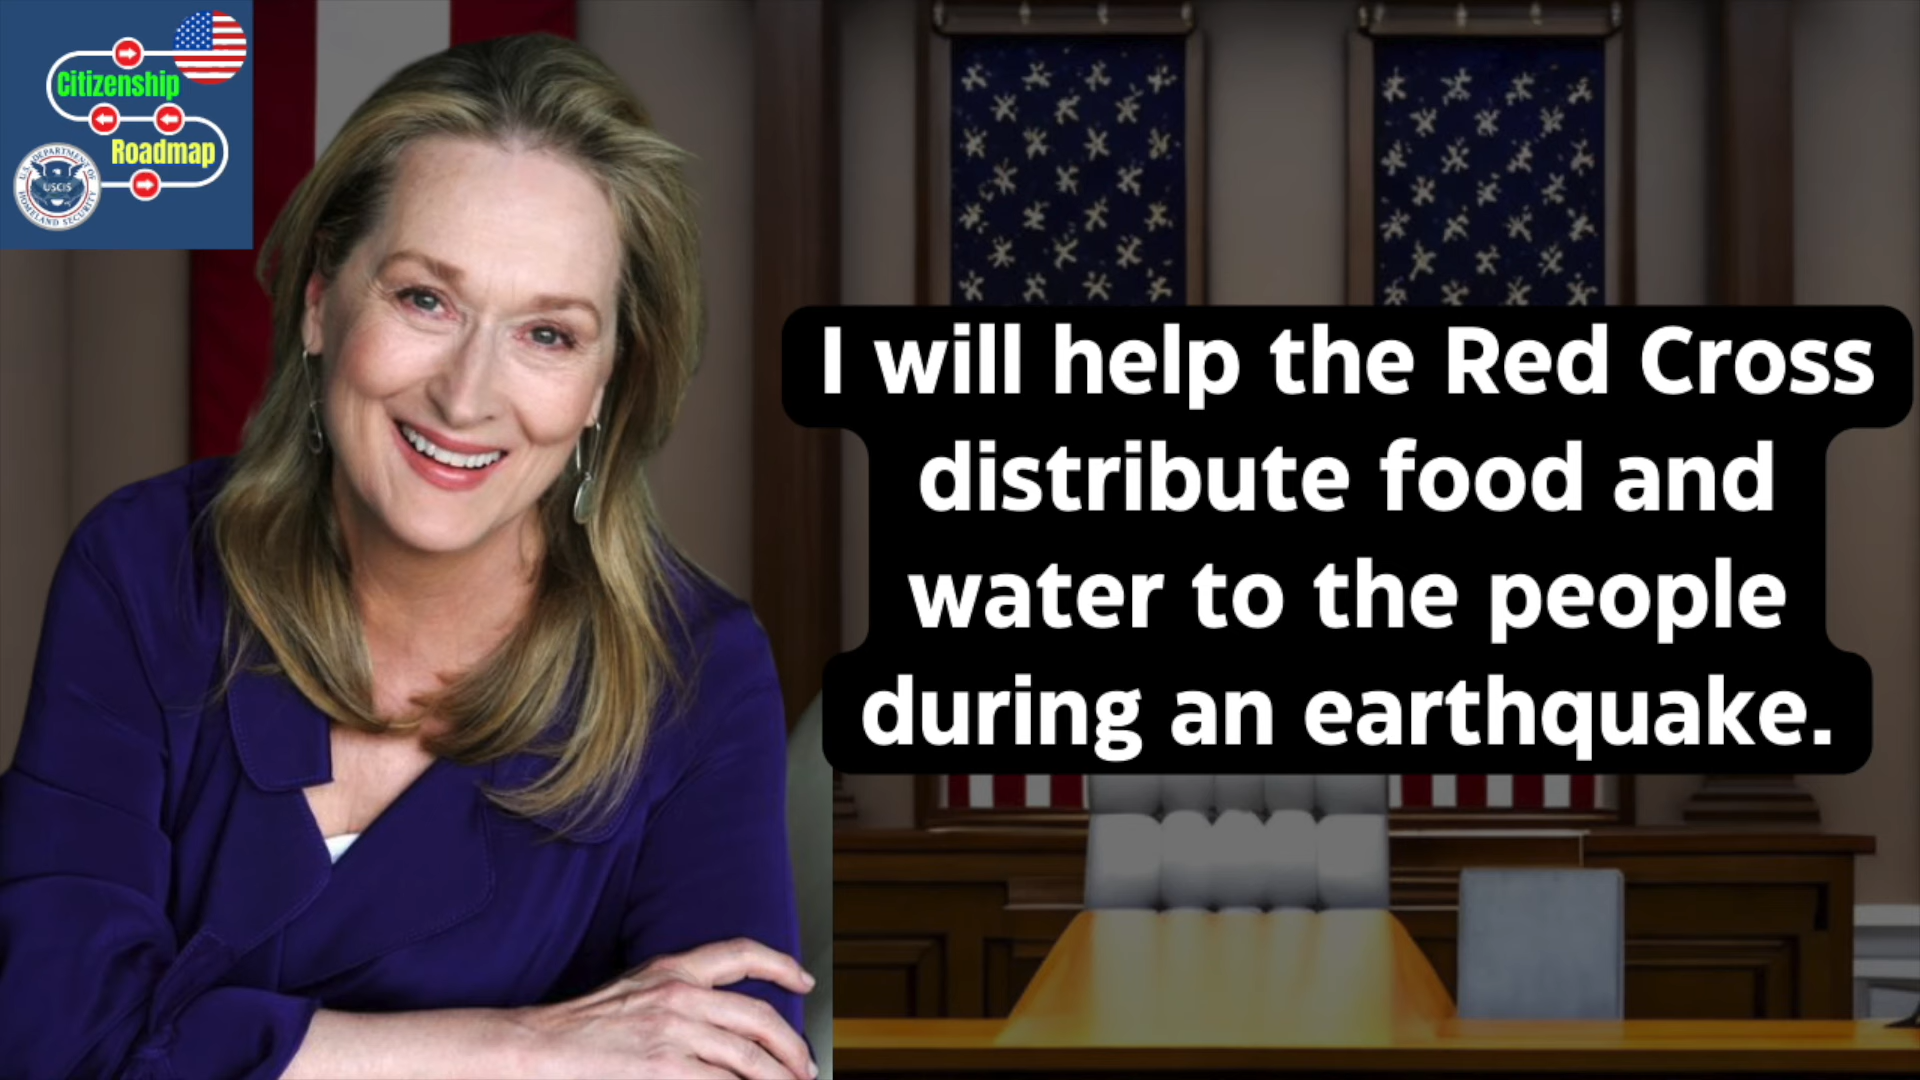 Citizenship
Roadmap
U.S. DEPARTMENT OF
HOMELAND SECURITY
USCIS
I will help the Red Cross
distribute food and
water to the people
during an earthquake.